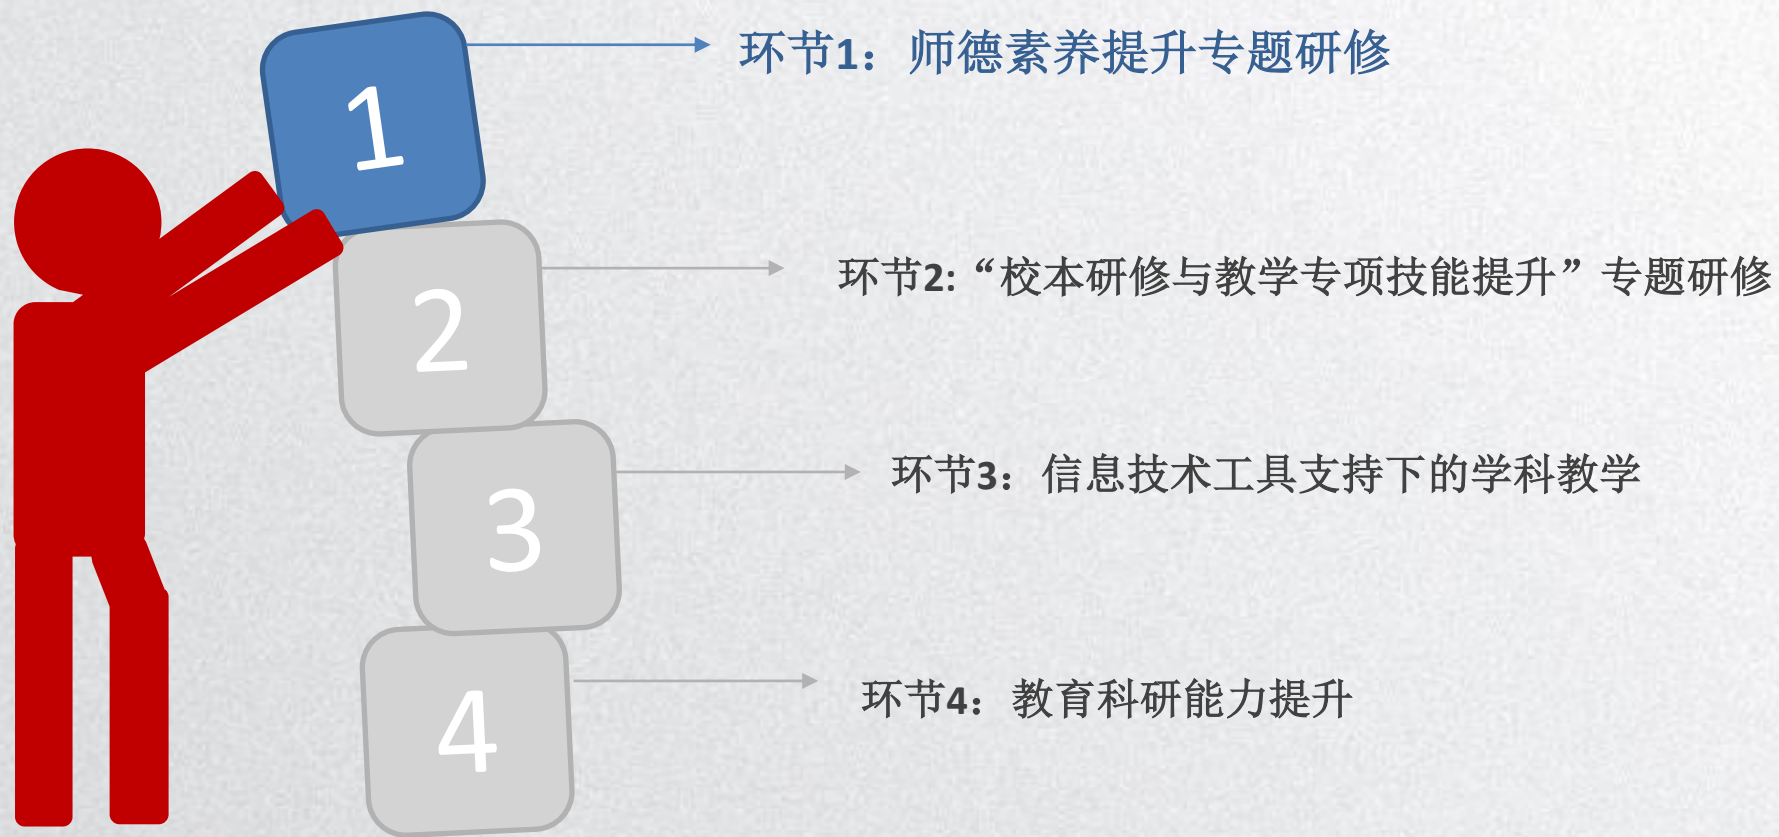 1
环节1：师德素养提升专题研修
2
环节2:“校本研修与教学专项技能提升”专题研修
3
环节3：信息技术工具支持下的学科教学
4
环节4：教育科研能力提升